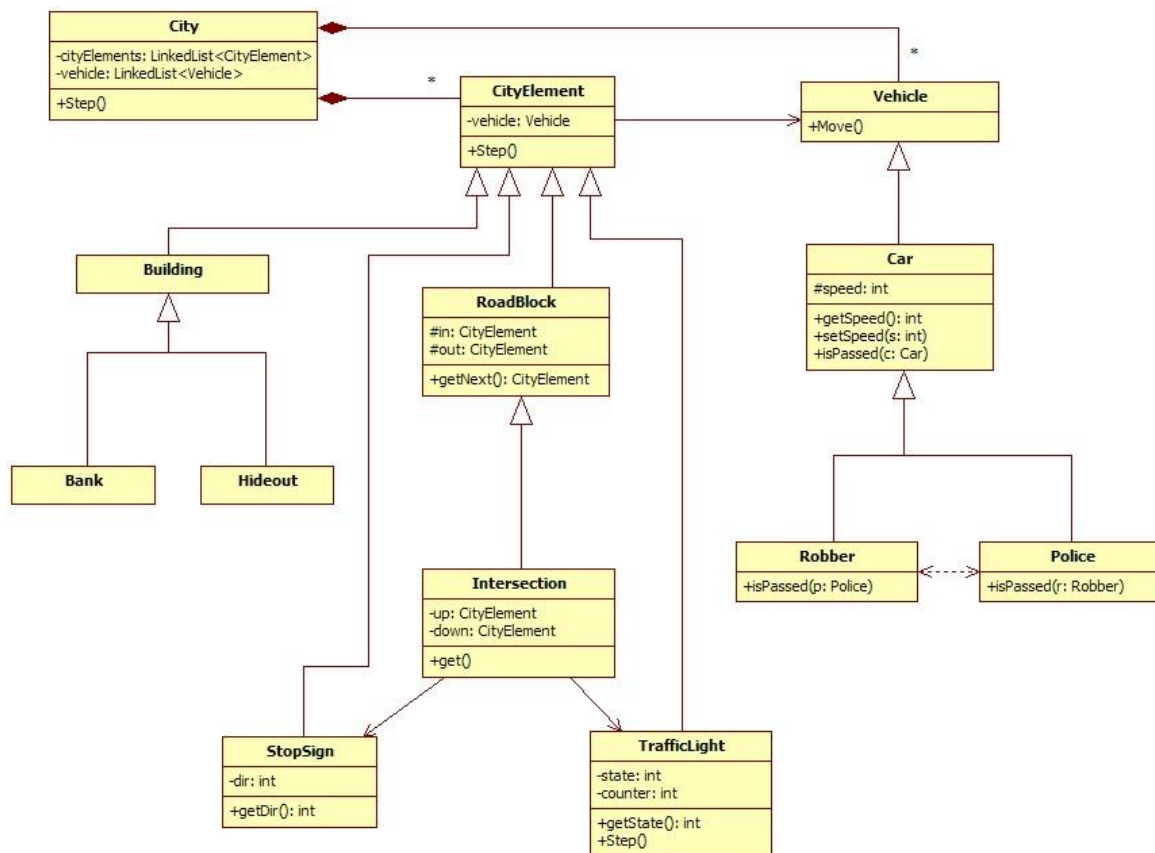 City
-cityElements: LinkedList<CityElement>
-vehicle: LinkedList<Vehicle>
+Step()
*
*
CityElement
-vehicle: Vehicle
+Step()
Vehicle
+Move()
Building
Car
#speed: int
+getSpeed(): int
+setSpeed(s: int)
+isPassed(c: Car)
RoadBlock
#in: CityElement
#out: CityElement
+getNext(): CityElement
Bank
Hideout
Robber
+isPassed(p: Police)
Police
+isPassed(r: Robber)
Intersection
-up: CityElement
-down: CityElement
+get()
StopSign
-dir: int
+getDir(): int
TrafficLight
-state: int
-counter: int
+getState(): int
+Step()